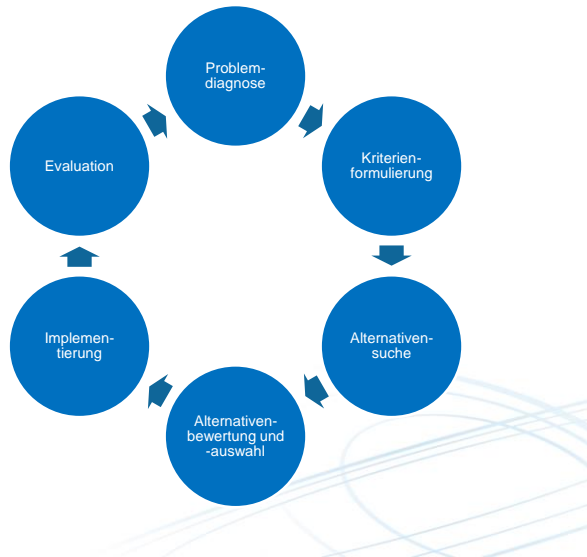 Problem-
diagnose
Kriterien-
formulierung
Alternativen-
suche
Alternativen-
bewertung und
-auswahl
Implemen-
tierung
Evaluation